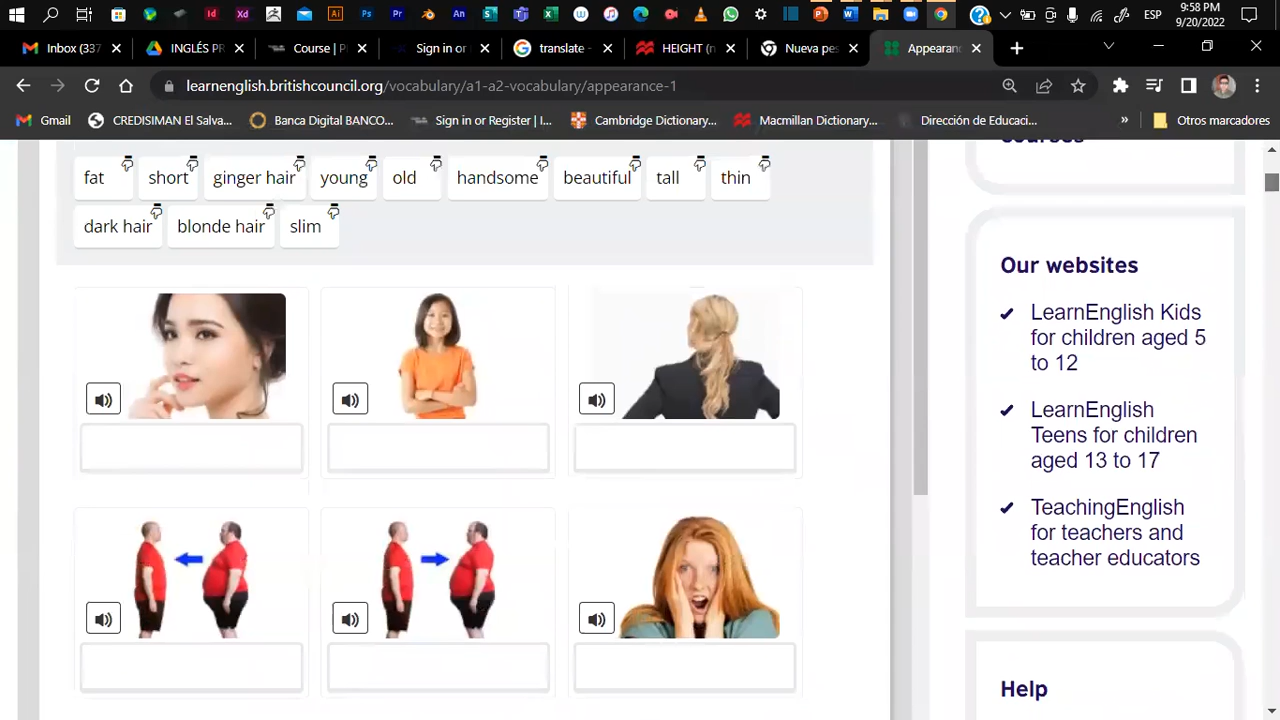 ESP
9:58 PM
9/20/2022
Inbox (337
INGLÉS PR
Course | P
Sign in or
translate -
HEIGHT (n
Nueva pes
Appearanc
learnenglish.britishcouncil.org/vocabulary/a1-a2-vocabulary/appearance-1
Gmail
CREDISIMAN El Salva...
Banca Digital BANCO...
Sign in or Register | I...
Cambridge Dictionary...
Macmillan Dictionary...
Dirección de Educaci...
»
Otros marcadores
courses
fat
short
ginger hair
young
old
handsome
beautiful
tall
thin
dark hair
blonde hair
slim
Our websites
LearnEnglish Kids
for children aged 5
to 12
LearnEnglish
Teens for children
aged 13 to 17
TeachingEnglish
for teachers and
teacher educators
Help